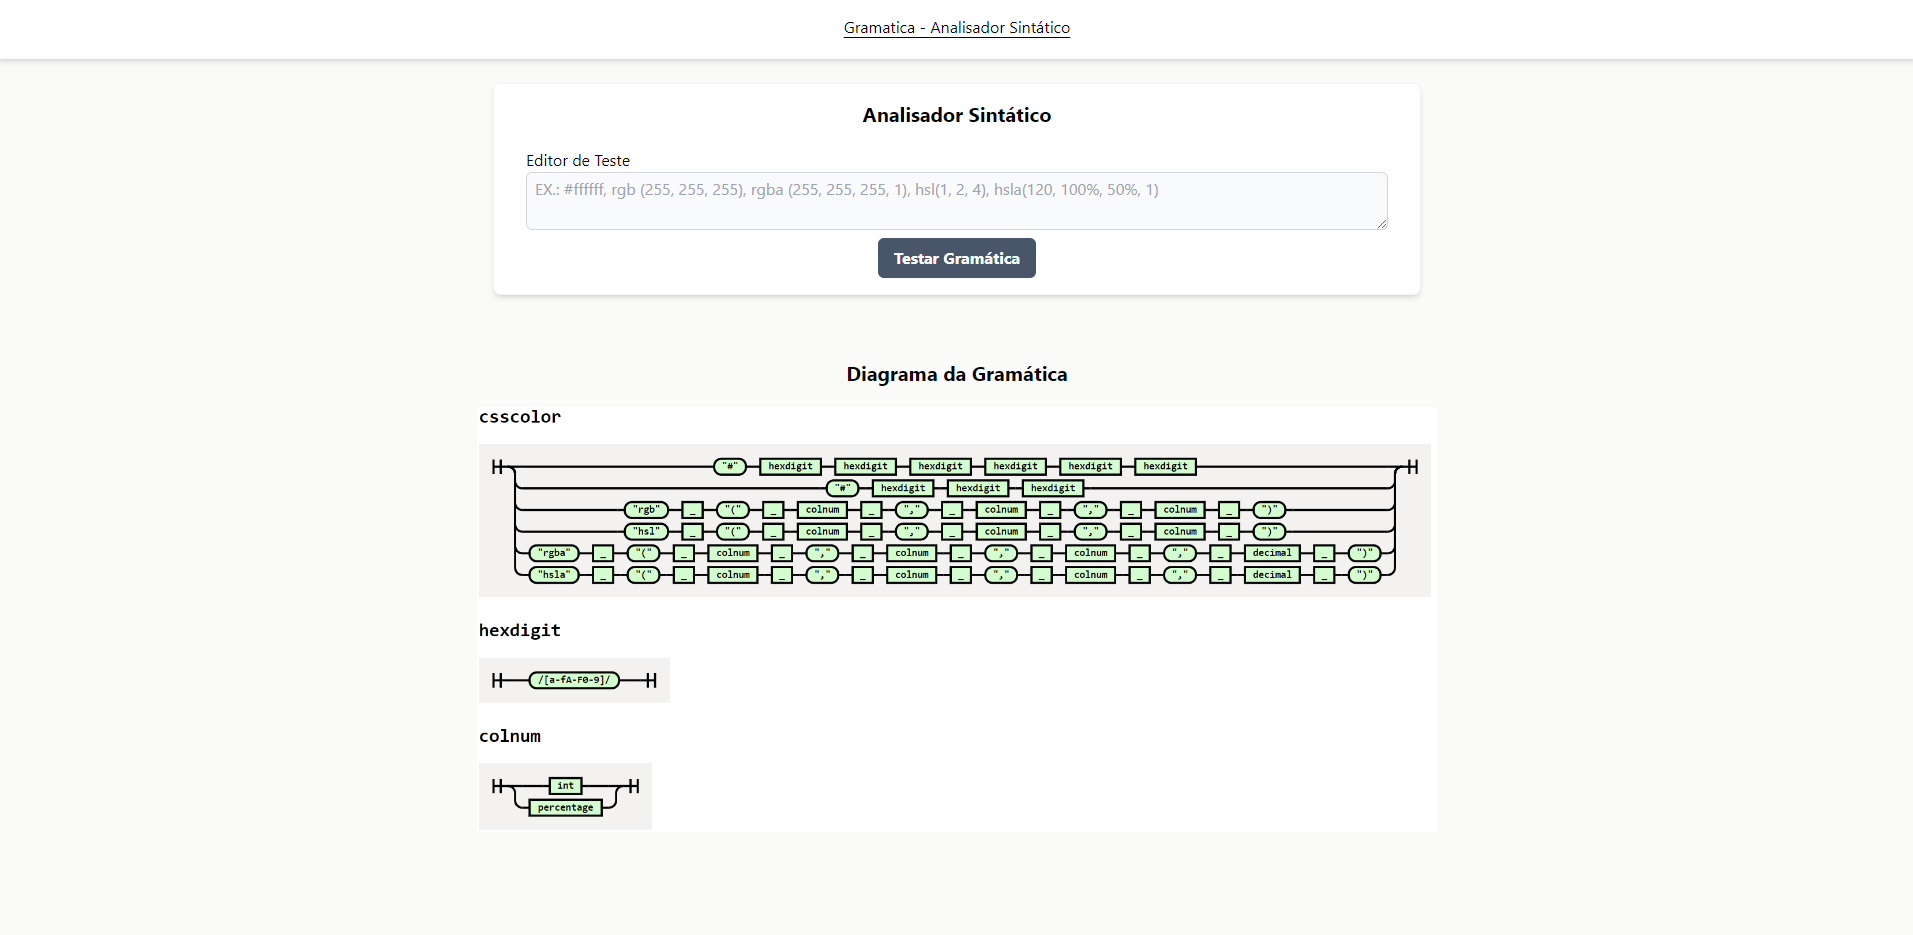 Gramatica - Analisador Sintático
Analisador Sintático
Editor de Teste
EX.: #ffffff, rgb (255, 255, 255), rgba (255, 255, 255, 1), hsl(1, 2, 4), hsla(120, 100%, 50%, 1)
Testar Gramática
Diagrama da Gramática
csscolor
"#" hexdigit hexdigit hexdigit hexdigit hexdigit hexdigit
"#" hexdigit hexdigit hexdigit
"rgb" _ "(" _ colnum _ "," _ colnum _ "," _ colnum _ ")"
"hsl" _ "(" _ colnum _ "," _ colnum _ "," _ colnum _ ")"
"rgba" _ "(" _ colnum _ "," _ colnum _ "," _ colnum _ "," _ decimal _ ")"
"hsla" _ "(" _ colnum _ "," _ colnum _ "," _ colnum _ "," _ decimal _ ")"
hexdigit
/[a-fA-F0-9]/
colnum
int
percentage